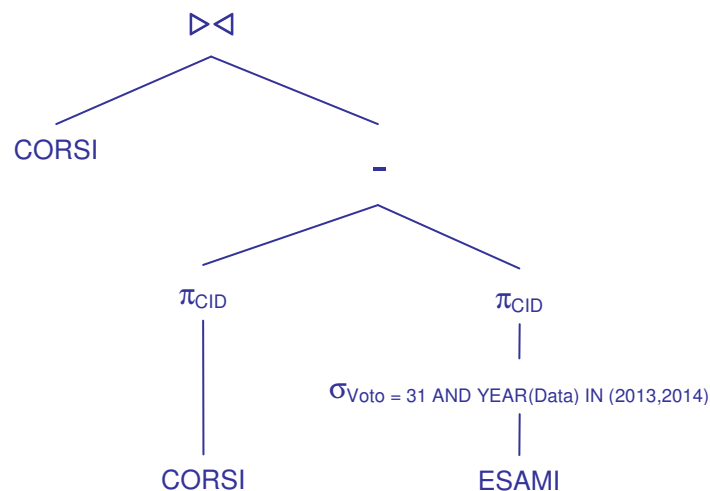 ▷◁
CORSI
-
πCID πCID
σVoto = 31 AND YEAR(Data) IN (2013,2014)
CORSI ESAMI